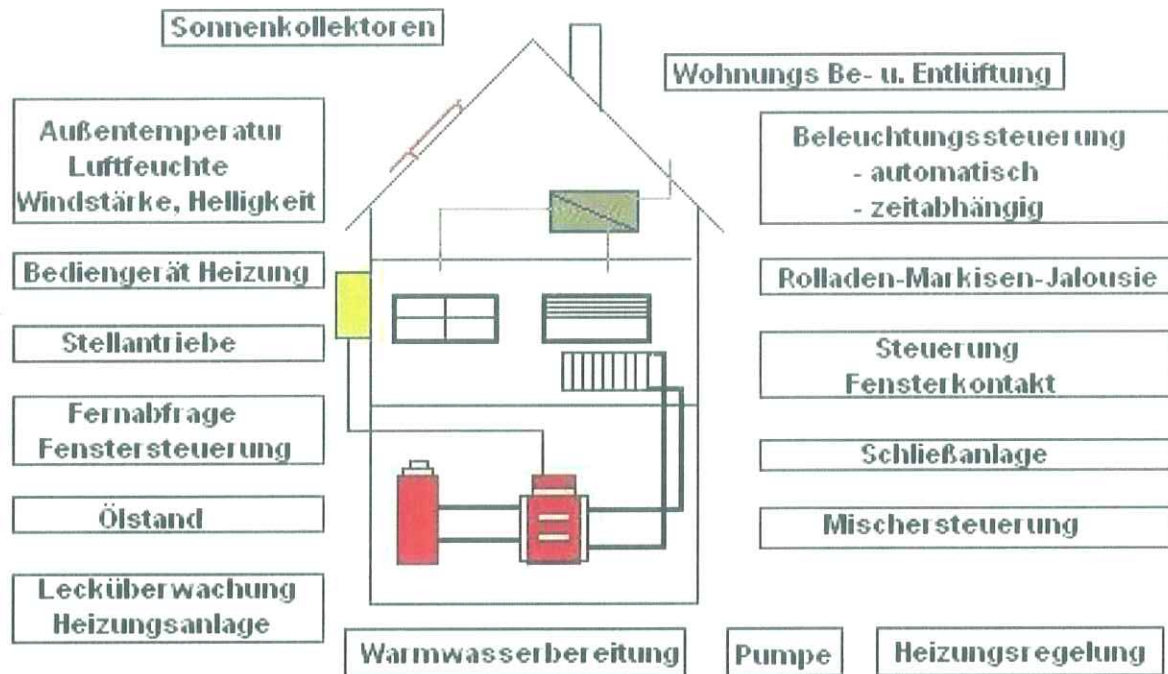 Sonnenkollektoren
Wohnungs Be- u. Entlüftung
Außentemperatur
Luftfeuchte
Windstärke, Helligkeit
Bediengerät Heizung
Stellantriebe
Fernabfrage
Fenstersteuerung
Ölstand
Lecküberwachung
Heizungsanlage
Beleuchtungssteuerung
- automatisch
- zeitabhängig
Rolladen-Markisen-Jalousie
Steuerung
Fensterkontakt
Schließanlage
Mischersteuerung
Warmwasserbereitung
Pumpe
Heizungsregelung